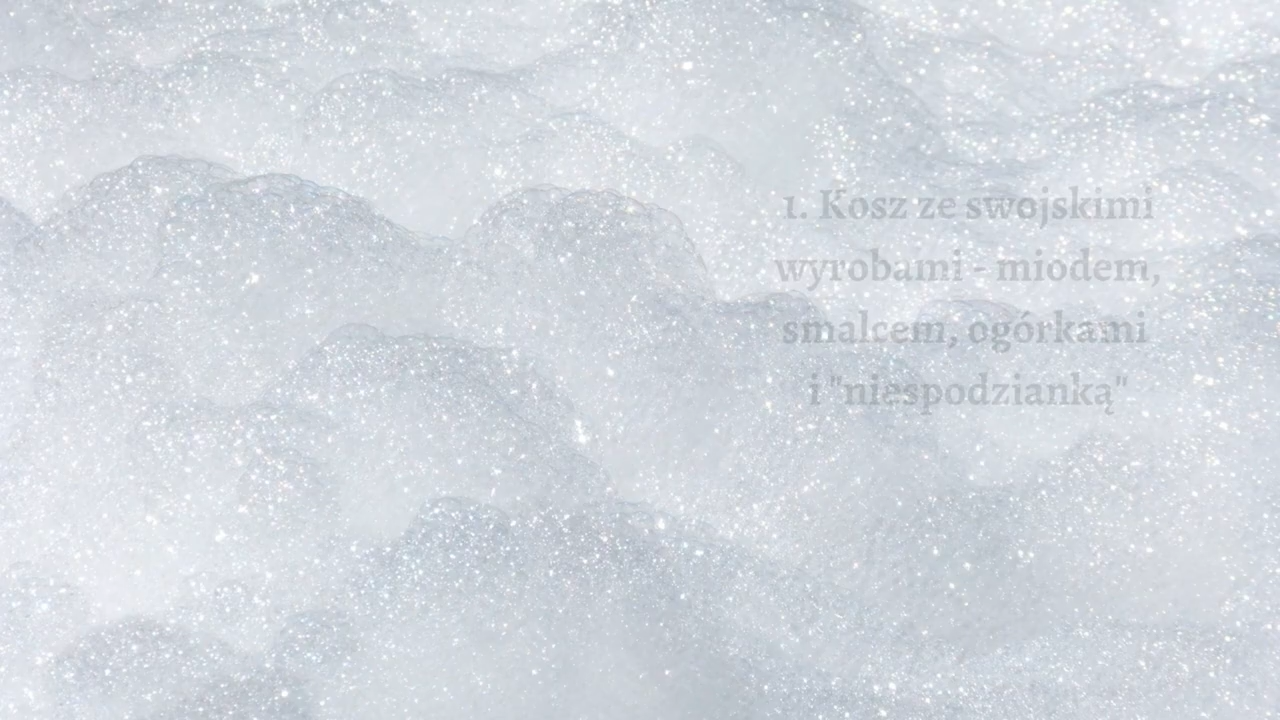 1. Kosz ze swojskimi
wyrobami - miodem,
smalcem, ogórkami
i "niespodzianką"